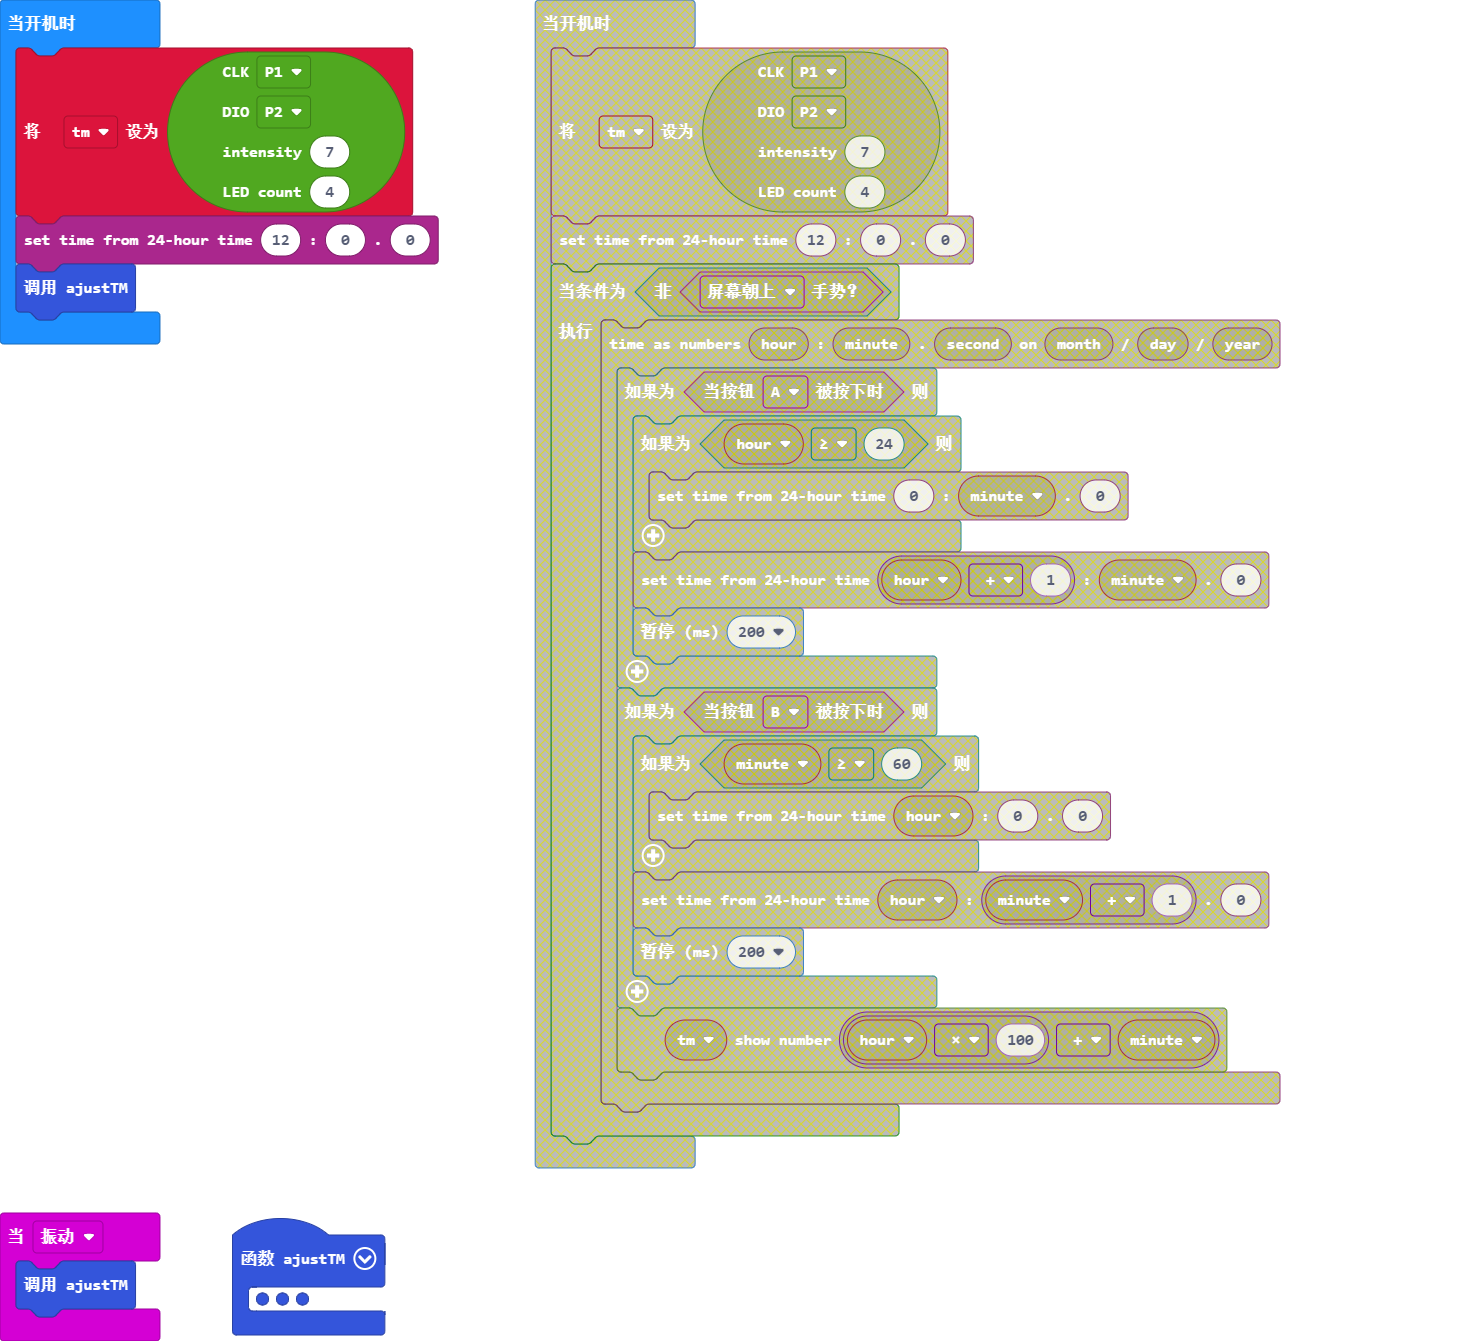 当开机时
将 tm 设为
CLK P1
DIO P2
intensity 7
LED count 4
set time from 24-hour time 12 : 0 . 0
调用 ajustTM
当开机时
将 tm 设为
CLK P1
DIO P2
intensity 7
LED count 4
set time from 24-hour time 12 : 0 . 0
当条件为 非 屏幕朝上 手势?
执行
time as numbers hour : minute . second on month / day / year
如果为 当按钮 A 被按下时 则
如果为 hour ≥ 24 则
set time from 24-hour time 0 : minute . 0
set time from 24-hour time hour + 1 : minute . 0
暂停 (ms) 200
如果为 当按钮 B 被按下时 则
如果为 minute ≥ 60 则
set time from 24-hour time hour : 0 . 0
set time from 24-hour time hour : minute + 1 . 0
暂停 (ms) 200
tm show number hour × 100 + minute
当 振动
调用 ajustTM
函数 ajustTM